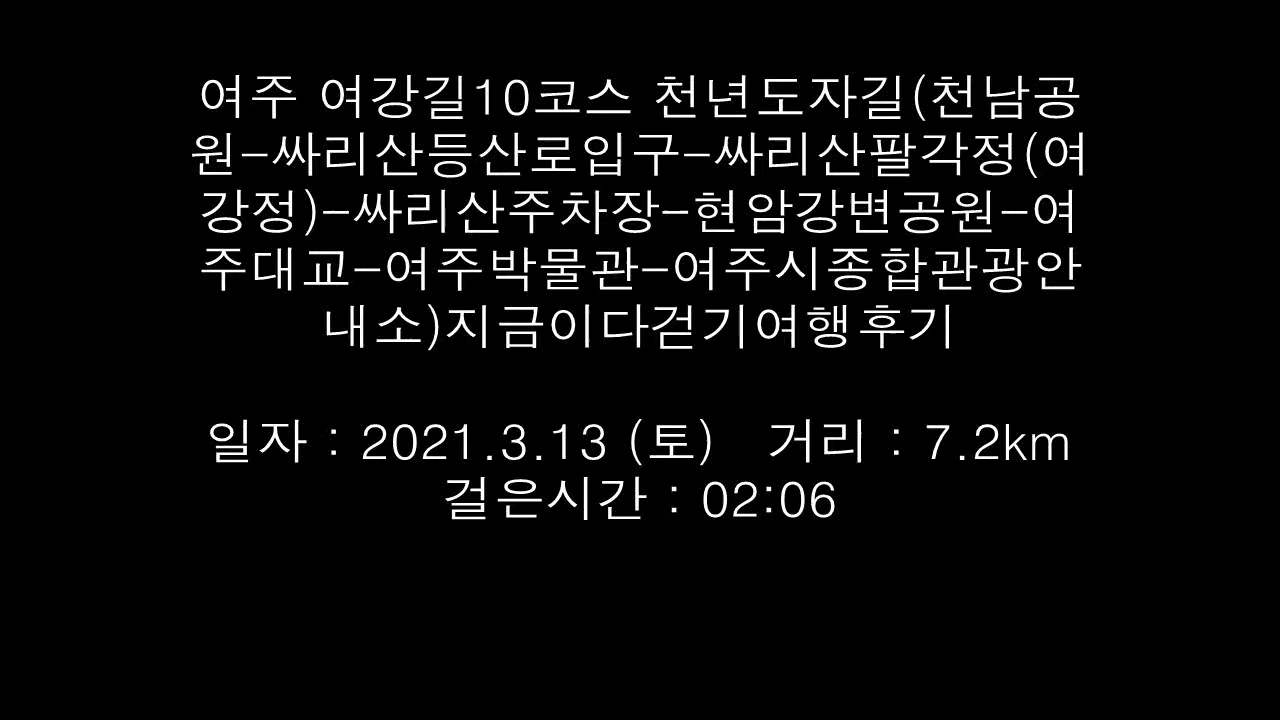 여주 여강길10코스 천년도자길(천남공
원-싸리산등산로입구-싸리산팔각정(여
강정)-싸리산주차장-현암강변공원-여
주대교-여주박물관-여주시종합관광안
내소)지금이다걷기여행후기
일자 : 2021.3.13 (토) 거리 : 7.2km
걸은시간 : 02:06